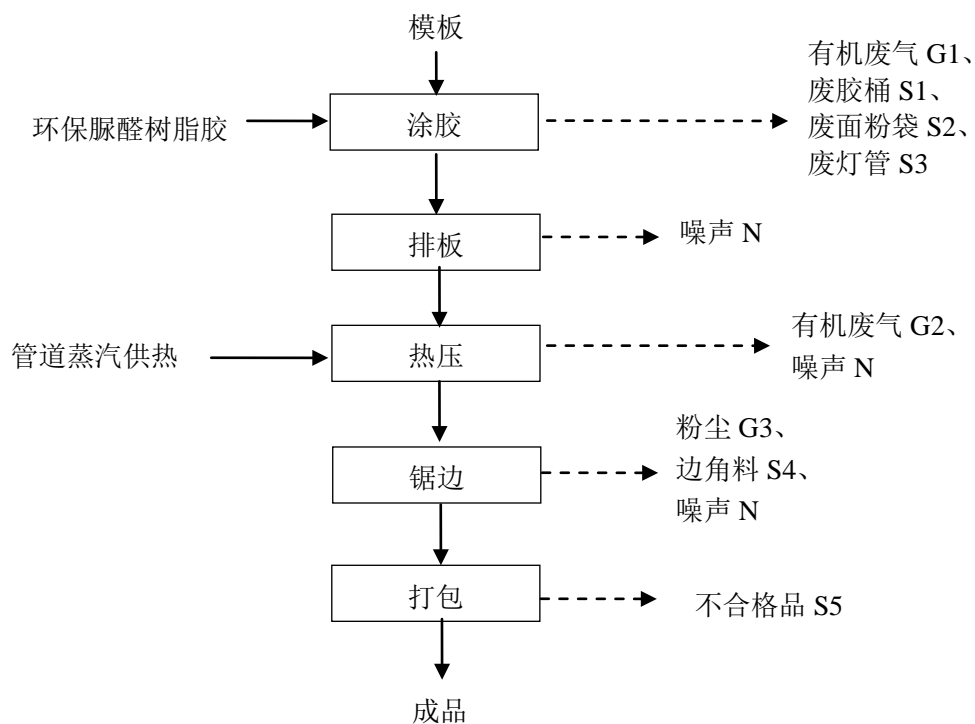 模板
环保脲醛树脂胶
涂胶
有机废气 G1、
废胶桶 S1、
废面粉袋 S2、
废灯管 S3
排板
噪声 N
管道蒸汽供热
热压
有机废气 G2、
噪声 N
锯边
粉尘 G3、
边角料 S4、
噪声 N
打包
不合格品 S5
成品